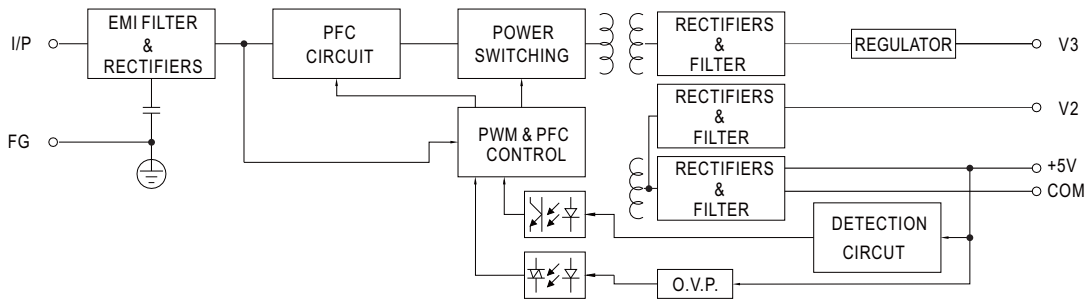 I/P
EMI FILTER
&
RECTIFIERS
PFC
CIRCUIT
POWER
SWITCHING
RECTIFIERS
&
FILTER
REGULATOR
V3
RECTIFIERS
&
FILTER
V2
FG
PWM & PFC
CONTROL
RECTIFIERS
&
FILTER
+5V
COM
DETECTION
CIRCUT
O.V.P.